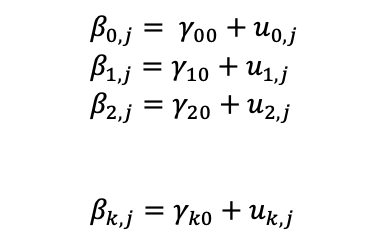 β₀,ⱼ = γ₀₀ + u₀,ⱼ
β₁,ⱼ = γ₁₀ + u₁,ⱼ
β₂,ⱼ = γ₂₀ + u₂,ⱼ
βₖ,ⱼ = γₖ₀ + uₖ,ⱼ